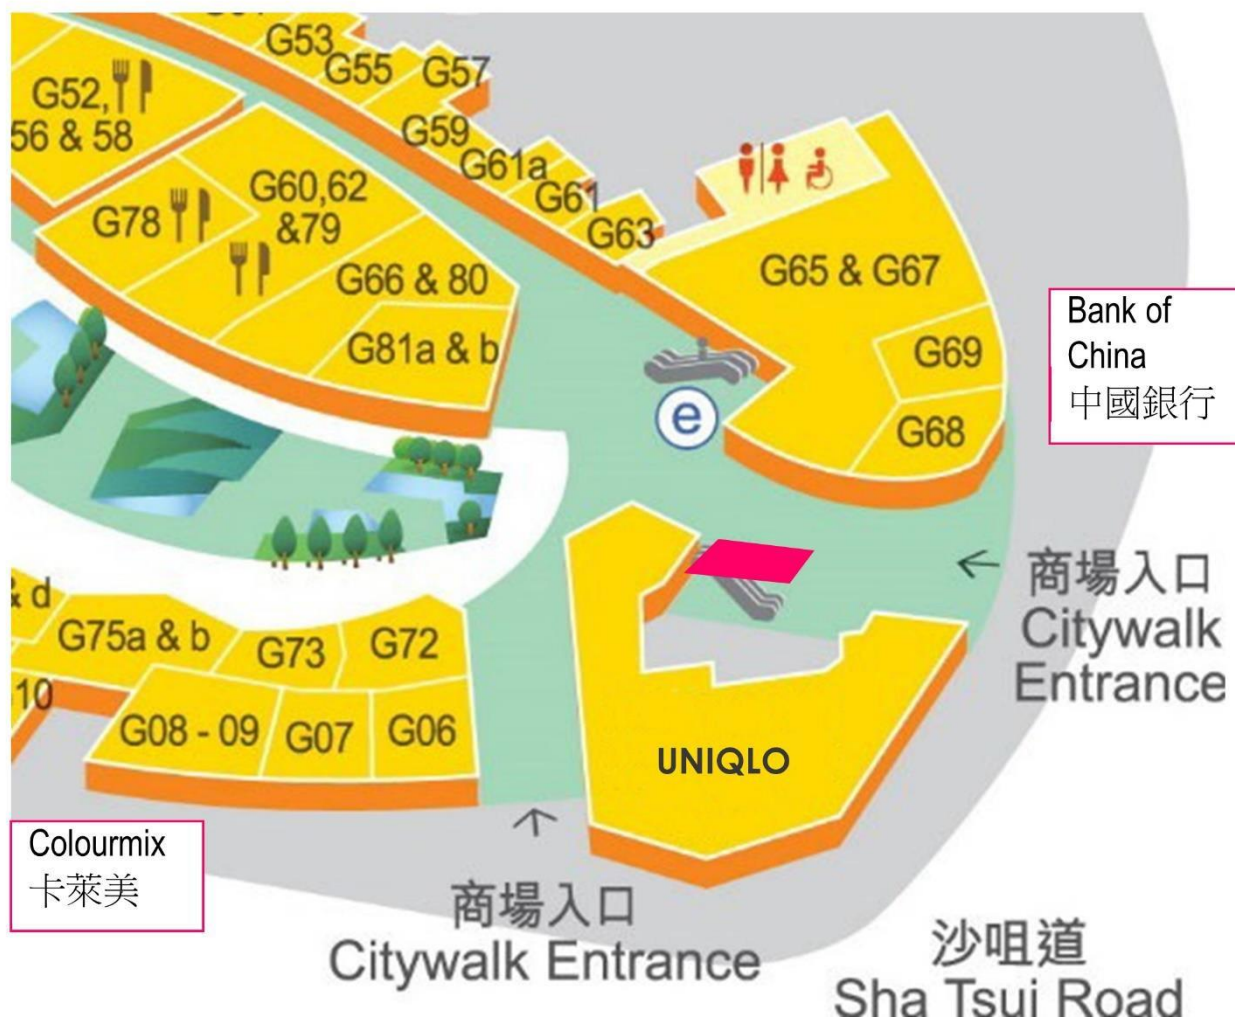 G53
G55
G57
G52,
56 & 58
G59
G61a
G61
G63
G60,62
&79
G78
G66 & 80
G81a & b
G65 & G67
G69
G68
e
Bank of
China
中國銀行
商場入口
Citywalk
Entrance
& d
G75a & b
G73
G72
10
G08 - 09
G07
G06
UNIQLO
Colourmix
卡萊美
商場入口
Citywalk Entrance
沙咀道
Sha Tsui Road